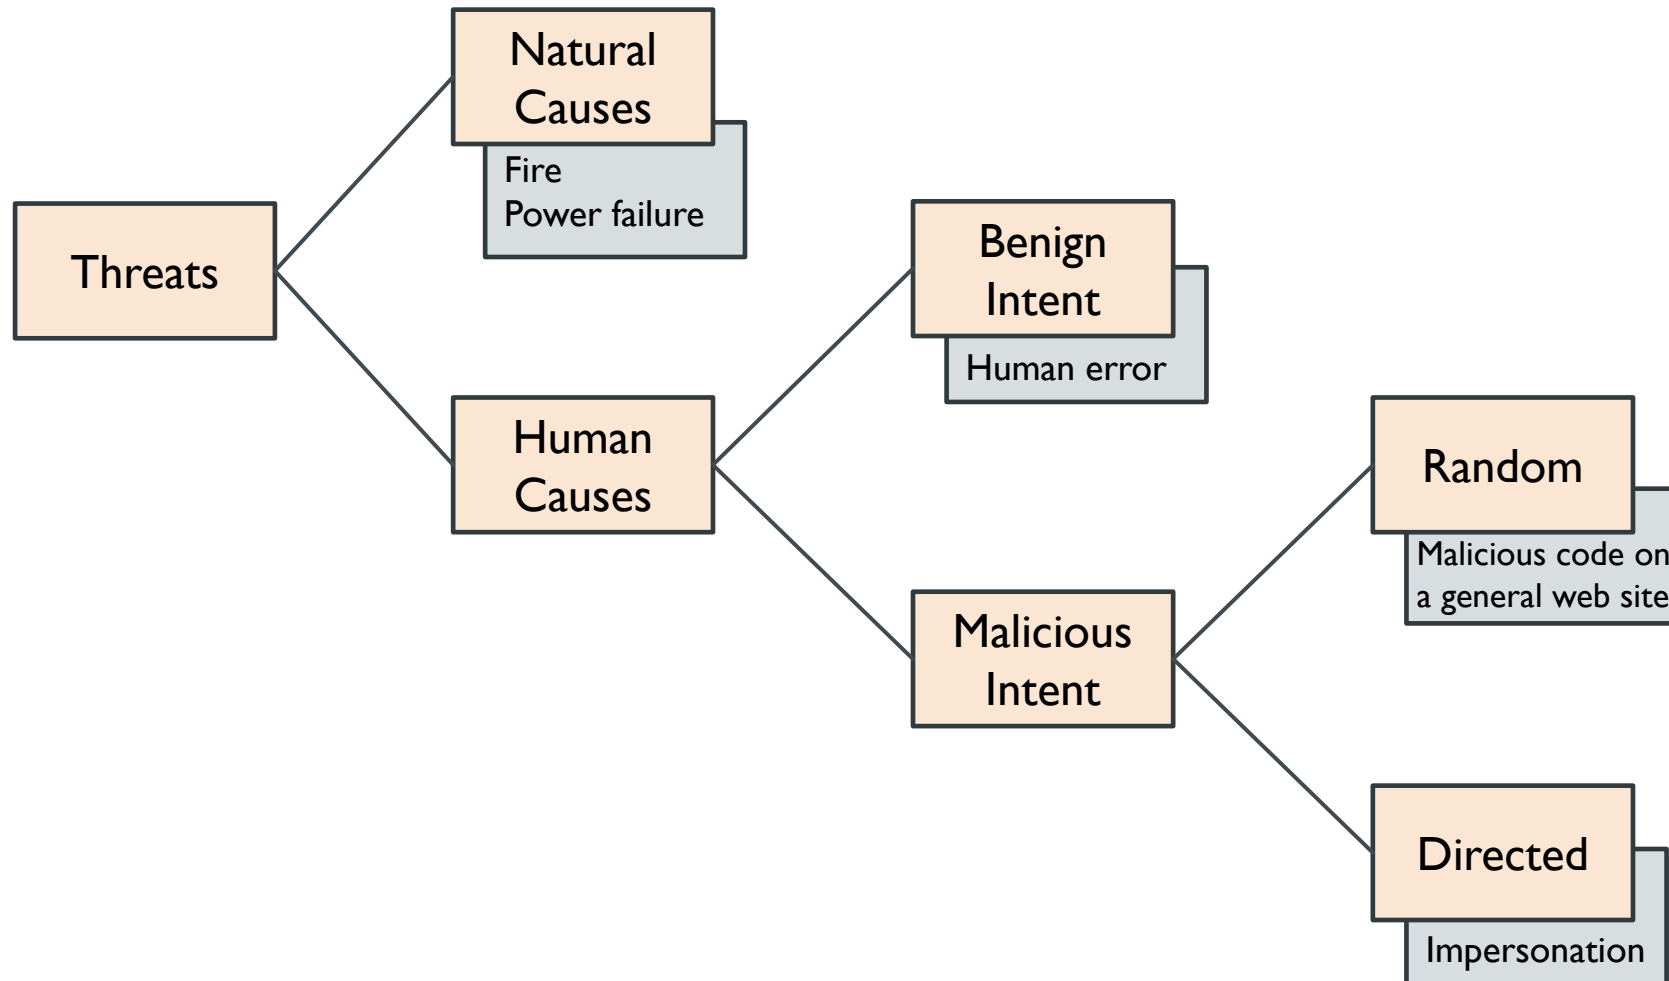 Natural
Causes
Fire
Power failure
Threats
Benign
Intent
Human error
Human
Causes
Random
Malicious code on
a general web site
Malicious
Intent
Directed
Impersonation